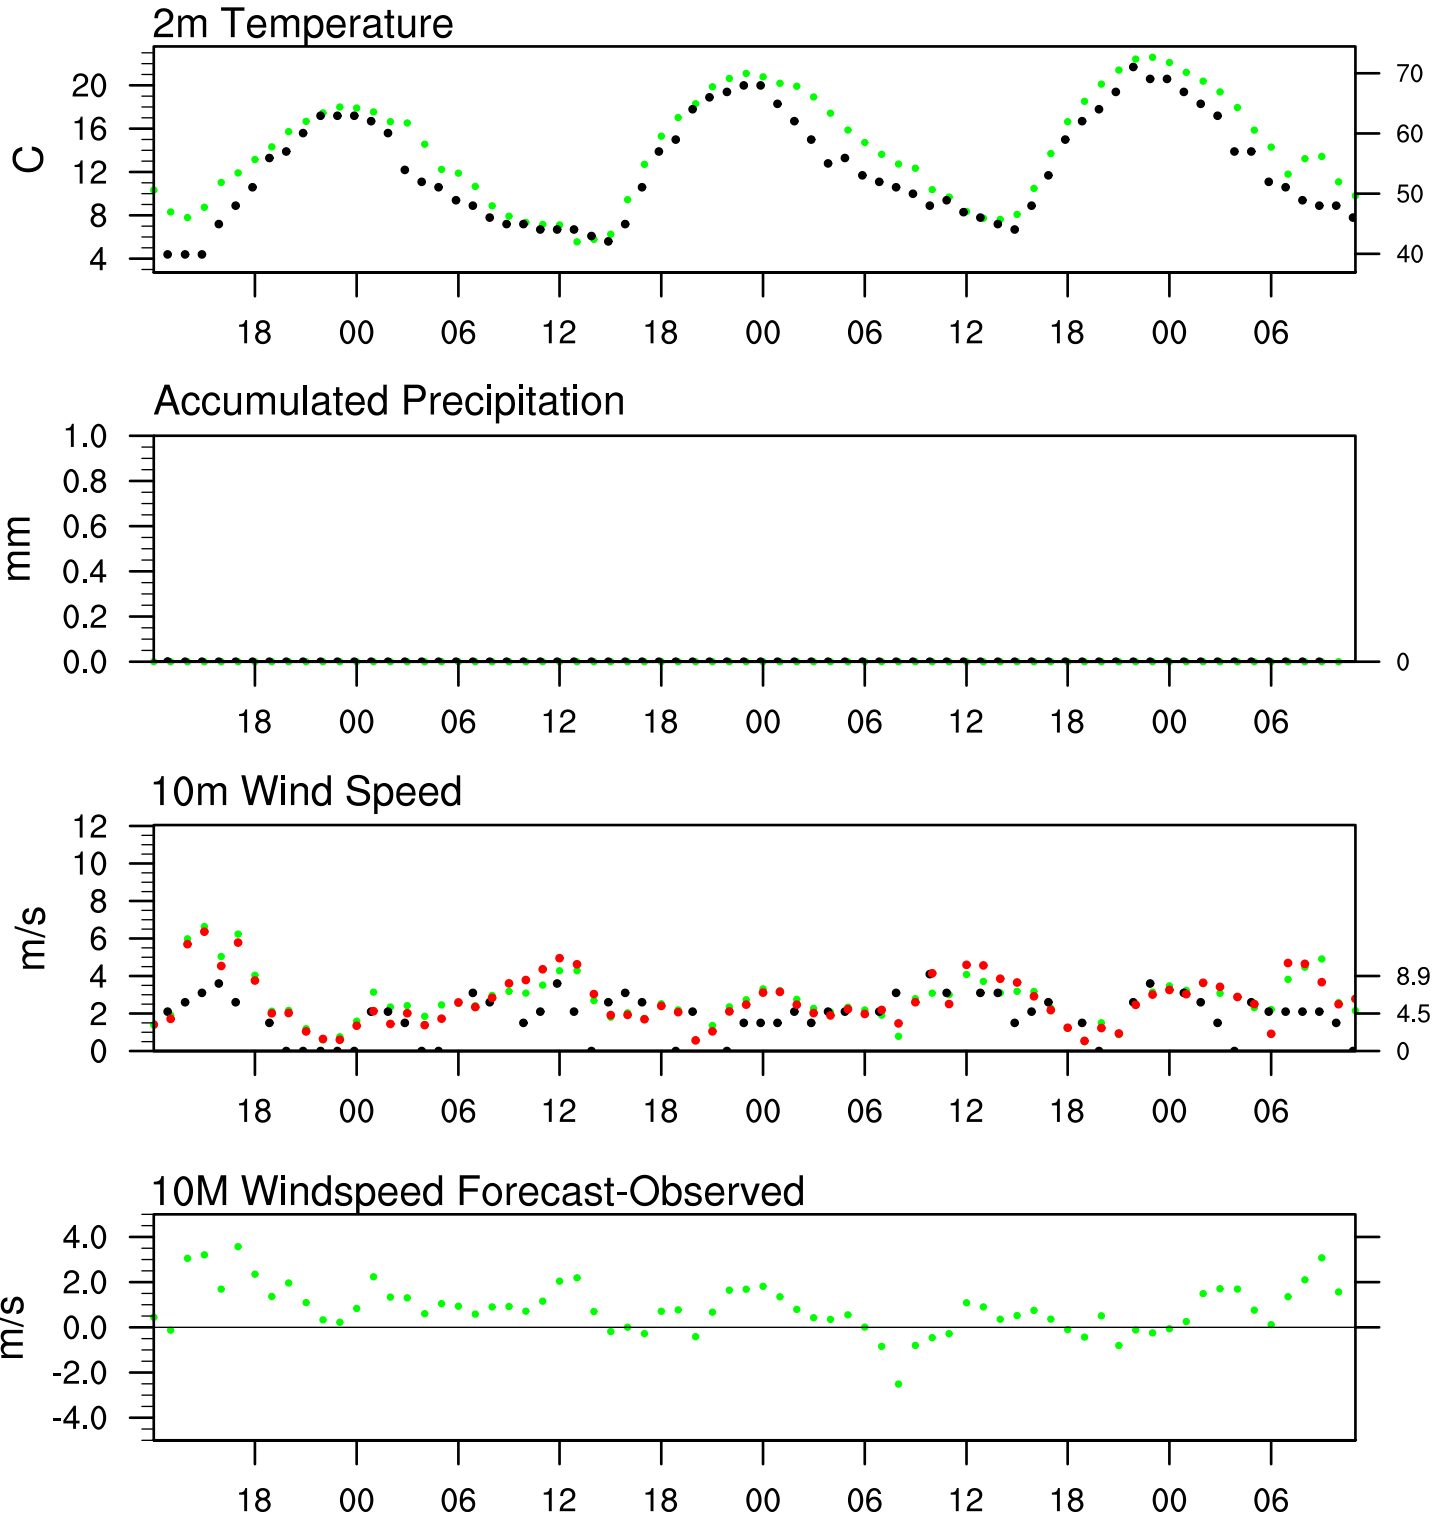 2m Temperature
20
16
12
8
4
C
70
60
50
40
18 00 06 12 18 00 06 12 18 00 06
Accumulated Precipitation
1.0
0.8
0.6
0.4
0.2
0.0
mm
0
18 00 06 12 18 00 06 12 18 00 06
10m Wind Speed
12
10
8
6
4
2
0
m/s
8.9
4.5
0
18 00 06 12 18 00 06 12 18 00 06
10M Windspeed Forecast-Observed
4.0
2.0
0.0
-2.0
-4.0
m/s
18 00 06 12 18 00 06 12 18 00 06